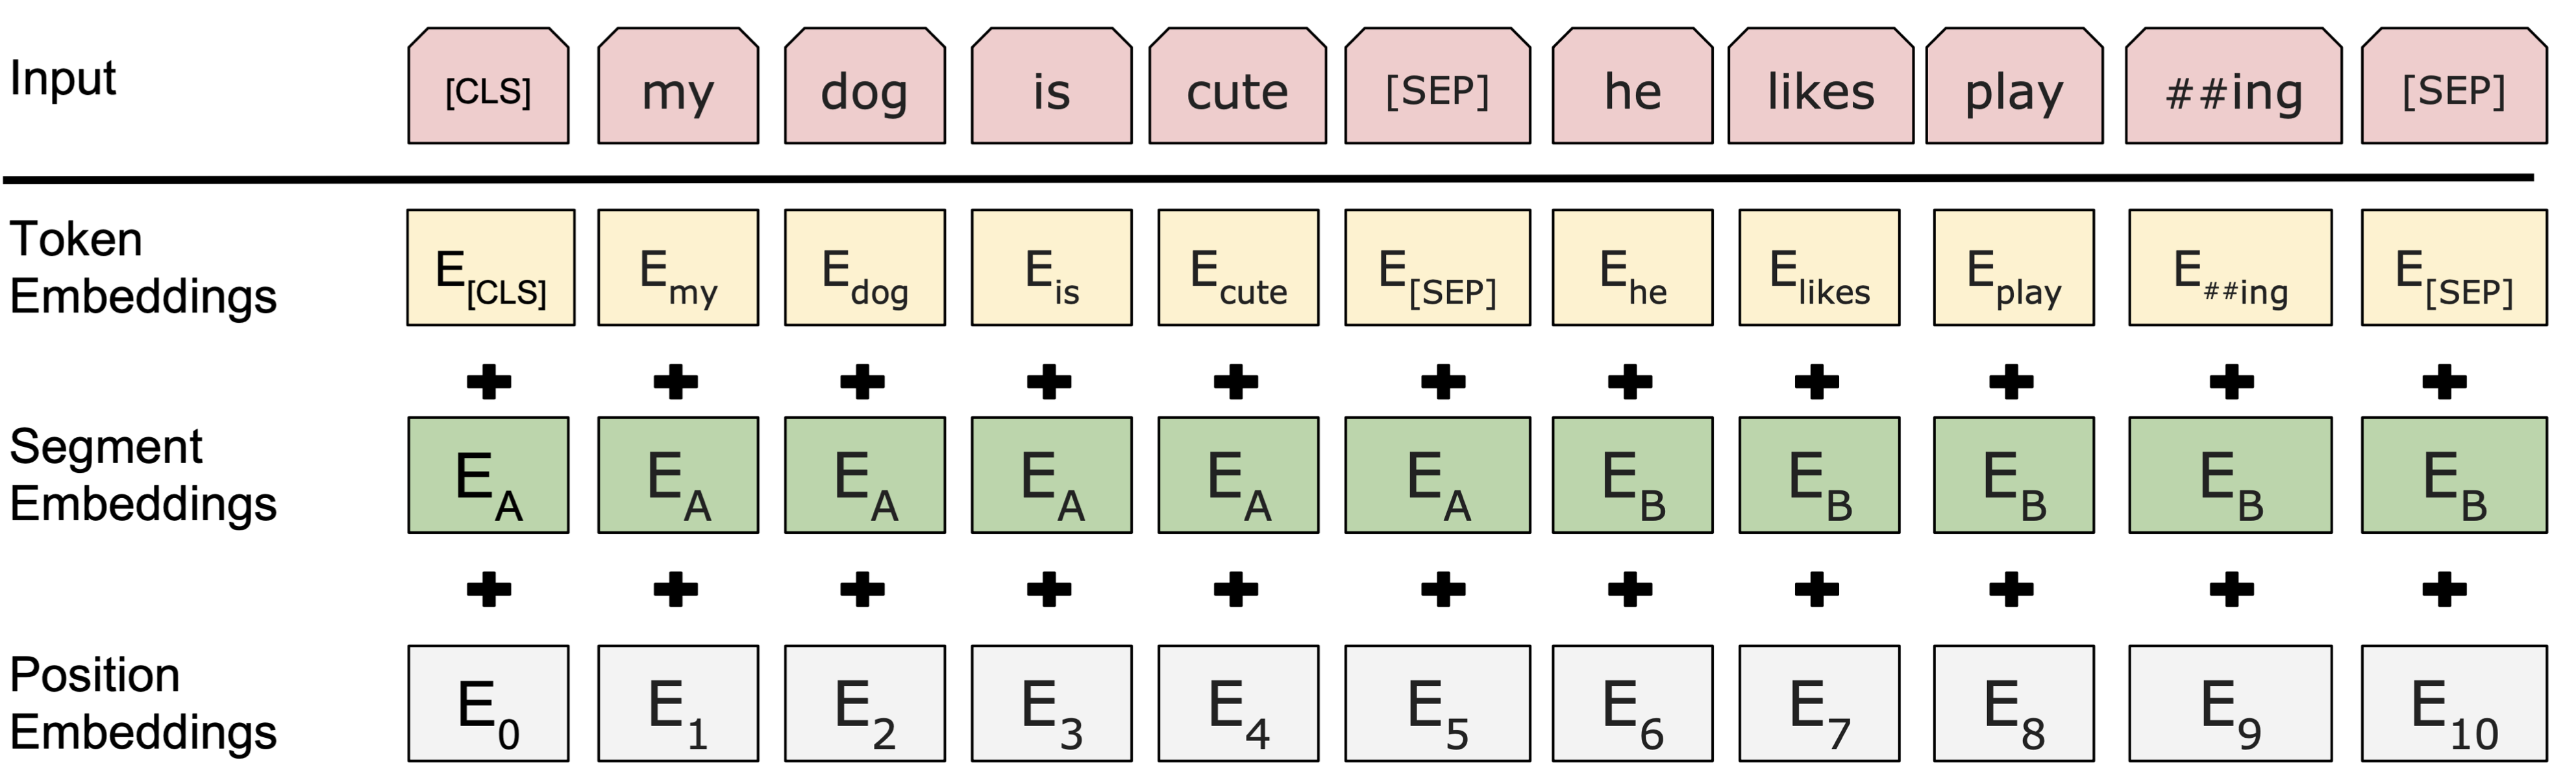 Input [CLS] my dog is cute [SEP] he likes play ##ing [SEP]
Token
Embeddings E[CLS] Emy Edog Eis Ecute E[SEP] Ehe Elikes Eplay E##ing E[SEP]
+ + + + + + + + + + +
Segment
Embeddings EA EA EA EA EA EA EB EB EB EB EB
+ + + + + + + + + + +
Position
Embeddings E0 E1 E2 E3 E4 E5 E6 E7 E8 E9 E10